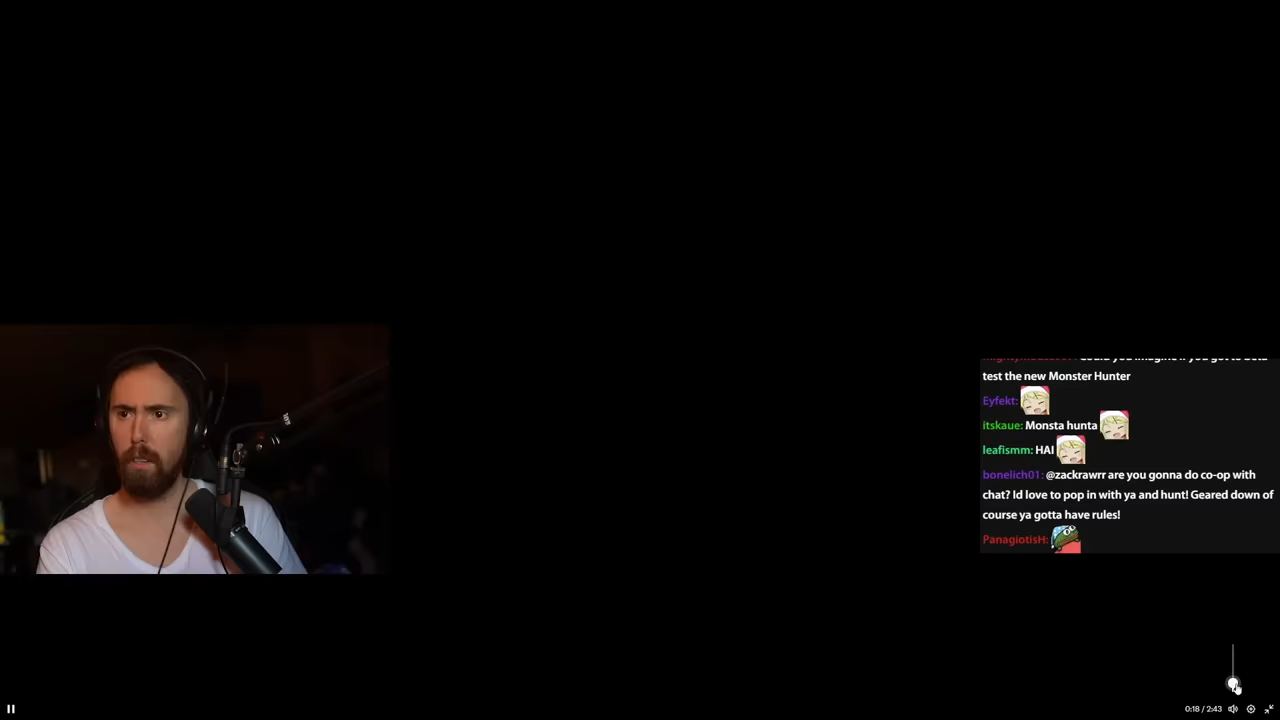 test the new Monster Hunter
Eyfekt:
itskaue: Monsta hunta
leafismm: HAI
bonelich01: @zackrawrr are you gonna do co-op with
chat? Id love to pop in with ya and hunt! Geared down of
course ya gotta have rules!
PanagiotisH:
0:18 / 2:43